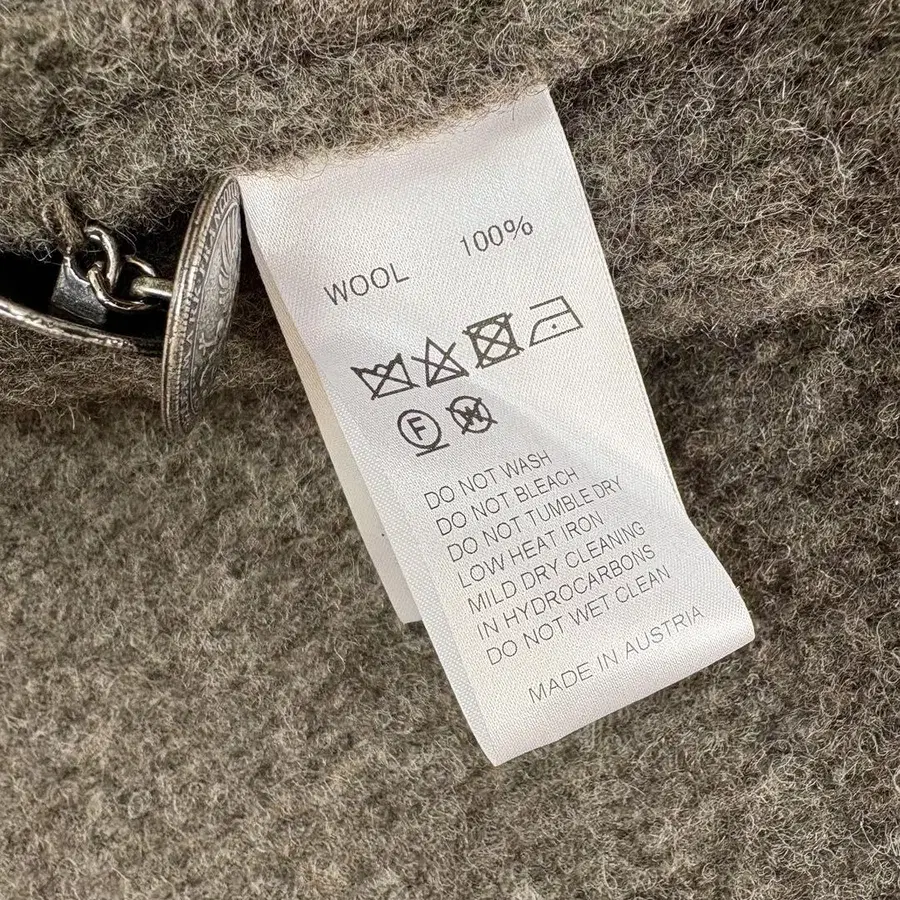 WOOL 100%
F
W
DO NOT WASH
DO NOT BLEACH
DO NOT TUMBLE DRY
LOW HEAT IRON
MILD DRY CLEANING
IN HYDROCARBONS
DO NOT WET CLEAN
MADE IN AUSTRIA